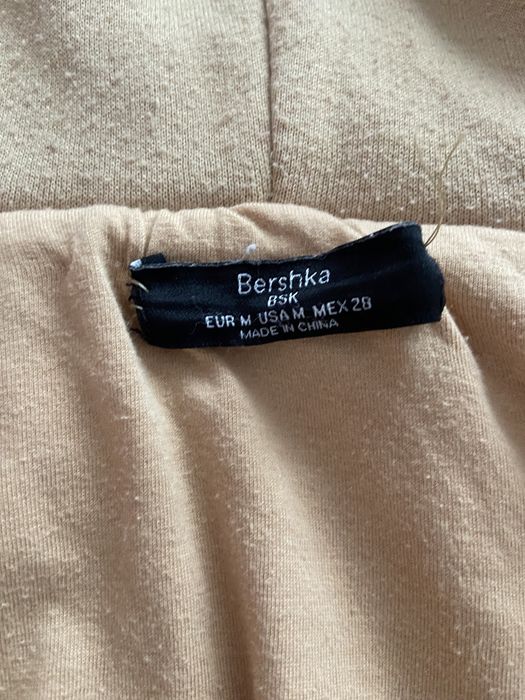 Bershka
BSK
EUR M USA M MEX 28
MADE IN CHINA